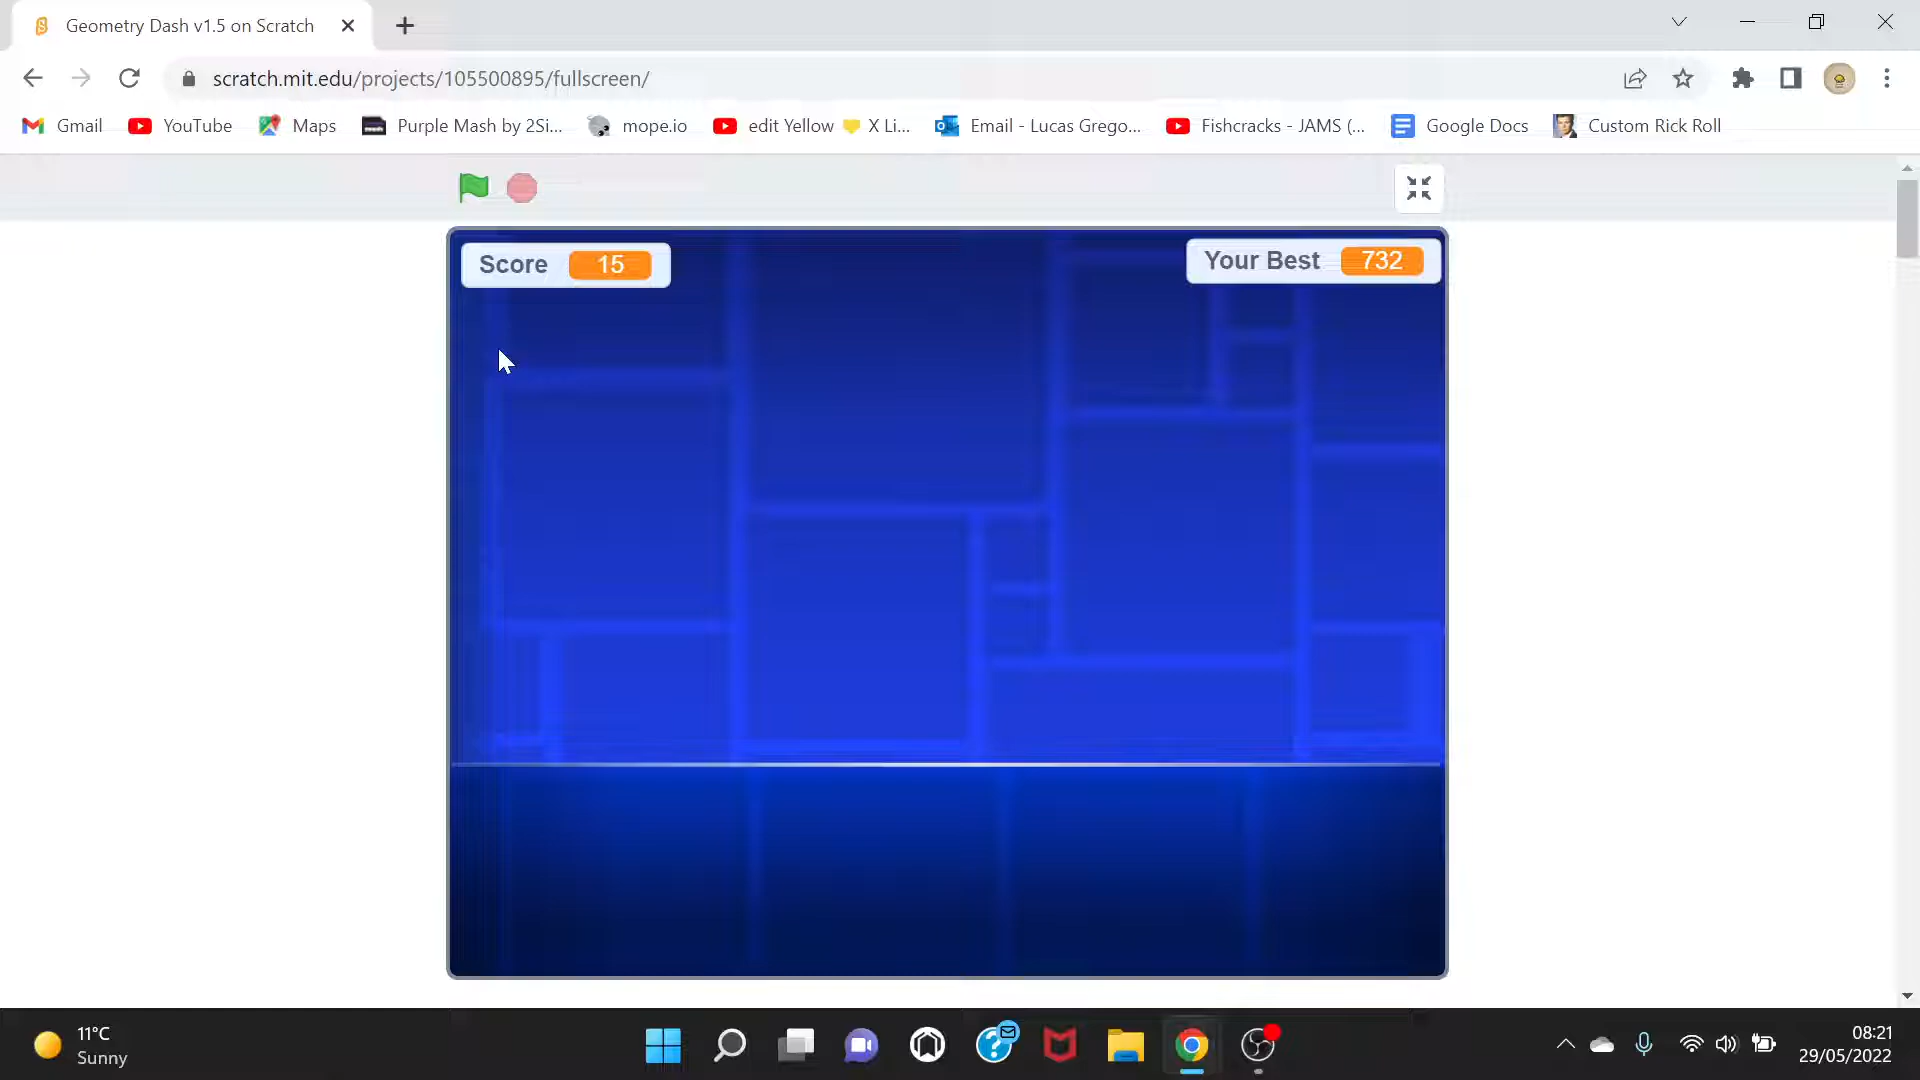 Geometry Dash v1.5 on Scratch
scratch.mit.edu/projects/105500895/fullscreen/
Gmail YouTube Maps Purple Mash by 2Si... mope.io edit Yellow 💛 X Li... Email - Lucas Grego... Fishcracks - JAMS (... Google Docs Custom Rick Roll
Score 15 Your Best 732
11°C
Sunny
08:21
29/05/2022